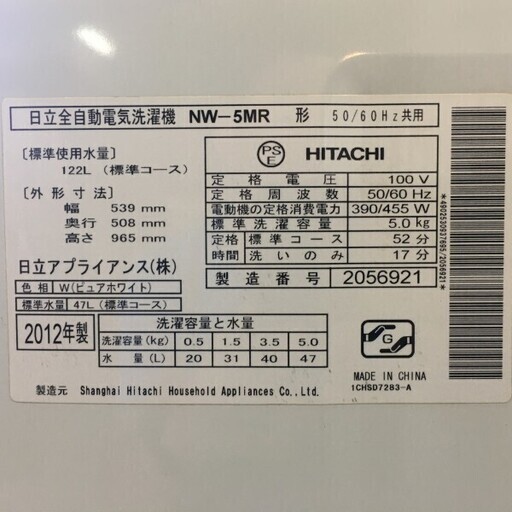 日立全自動電気洗濯機 NW-5MR 形 50/60Hz共用
〔標準使用水量〕
122L (標準コース)
〔外形寸法〕
幅 539 mm
奥行 508 mm
高さ 965 mm
日立アプライアンス(株)
色相 W(ピュアホワイト)
標準水量 47L (標準コース)
PSE HITACHI
定格電圧 100 V
定格周波数 50/60 Hz
電動機の定格消費電力 390/455 W
標準洗濯容量 5.0kg
定格時間 標準コース 52分
洗いのみ 17分
製造番号 2056921
*4902530937695/2056921*
2012年製
洗濯容量と水量
洗濯容量(kg) 0.5 1.5 3.5 5.0
水量(L) 20 31 40 47
G
MADE IN CHINA
1CHSD7283-A
製造元 Shanghai Hitachi Household Appliances Co.,Ltd.